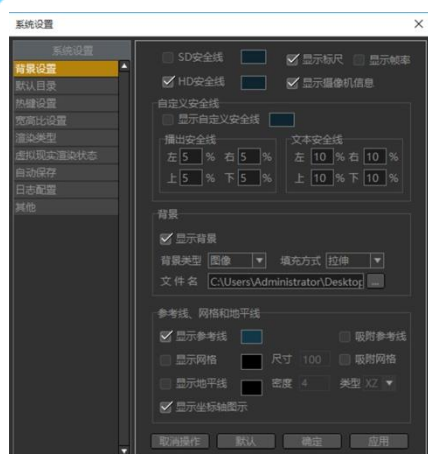 系统设置
系统设置
背景设置
默认目录
热键设置
宽高比设置
渲染类型
虚拟现实渲染状态
自动保存
日志配置
其他
SD安全线 显示标尺 显示帧率
HD安全线 显示摄像机信息
自定义安全线
显示自定义安全线
播出安全线 文本安全线
左 5 % 右 5 % 左 10 % 右 10 %
上 5 % 下 5 % 上 10 % 下 10 %
背景
显示背景
背景类型 图像 填充方式 拉伸
文件名 C:\Users\Administrator\Desktop ...
参考线、网格和地平线
显示参考线 吸附参考线
显示网格 尺寸 100 吸附网格
显示地平线 密度 4 类型 XZ
显示坐标轴图示
取消操作 默认 确定 应用